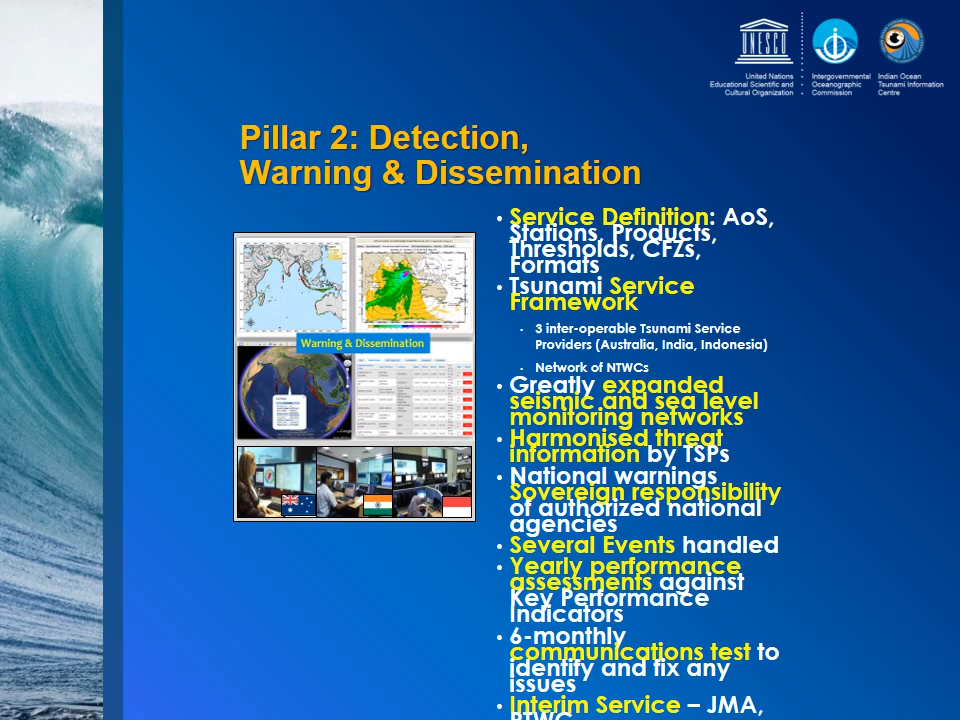 UNESCO
United Nations
Educational Scientific and
Cultural Organization
Intergovernmental
Oceanographic
Commission
Indian Ocean
Tsunami Information
Centre
Pillar 2: Detection,
Warning & Dissemination
Warning & Dissemination
• Service Definition: AoS,
Stations, Products,
Thresholds, CFZs,
Formats
• Tsunami Service
Framework
- 3 inter-operable Tsunami Service
Providers (Australia, India, Indonesia)
- Network of NTWCs
• Greatly expanded
seismic and sea level
monitoring networks
• Harmonised threat
information by TSPs
• National warnings
Sovereign responsibility
of authorized national
agencies
• Several Events handled
• Yearly performance
assessments against
Key Performance
Indicators
• 6-monthly
communications test to
identify and fix any
issues
• Interim Service – JMA,
PTWC